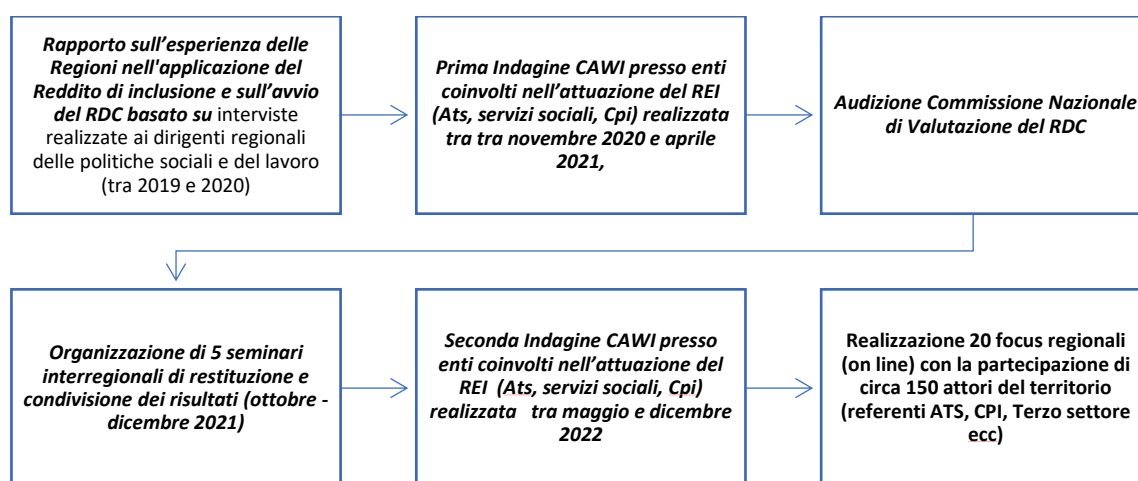 Rapporto sull'esperienza delle
Regioni nell'applicazione del
Reddito di inclusione e sull'avvio
del RDC basato su interviste
realizzate ai dirigenti regionali
delle politiche sociali e del lavoro
(tra 2019 e 2020)
Prima Indagine CAWI presso enti
coinvolti nell'attuazione del REI
(Ats, servizi sociali, Cpi) realizzata
tra tra novembre 2020 e aprile
2021,
Audizione Commissione Nazionale
di Valutazione del RDC
Organizzazione di 5 seminari
interregionali di restituzione e
condivisione dei risultati (ottobre -
dicembre 2021)
Seconda Indagine CAWI presso
enti coinvolti nell'attuazione del
REI (Ats, servizi sociali, Cpi)
realizzata tra maggio e dicembre
2022
Realizzazione 20 focus regionali
(on line) con la partecipazione di
circa 150 attori del territorio
(referenti ATS, CPI, Terzo settore
ecc)